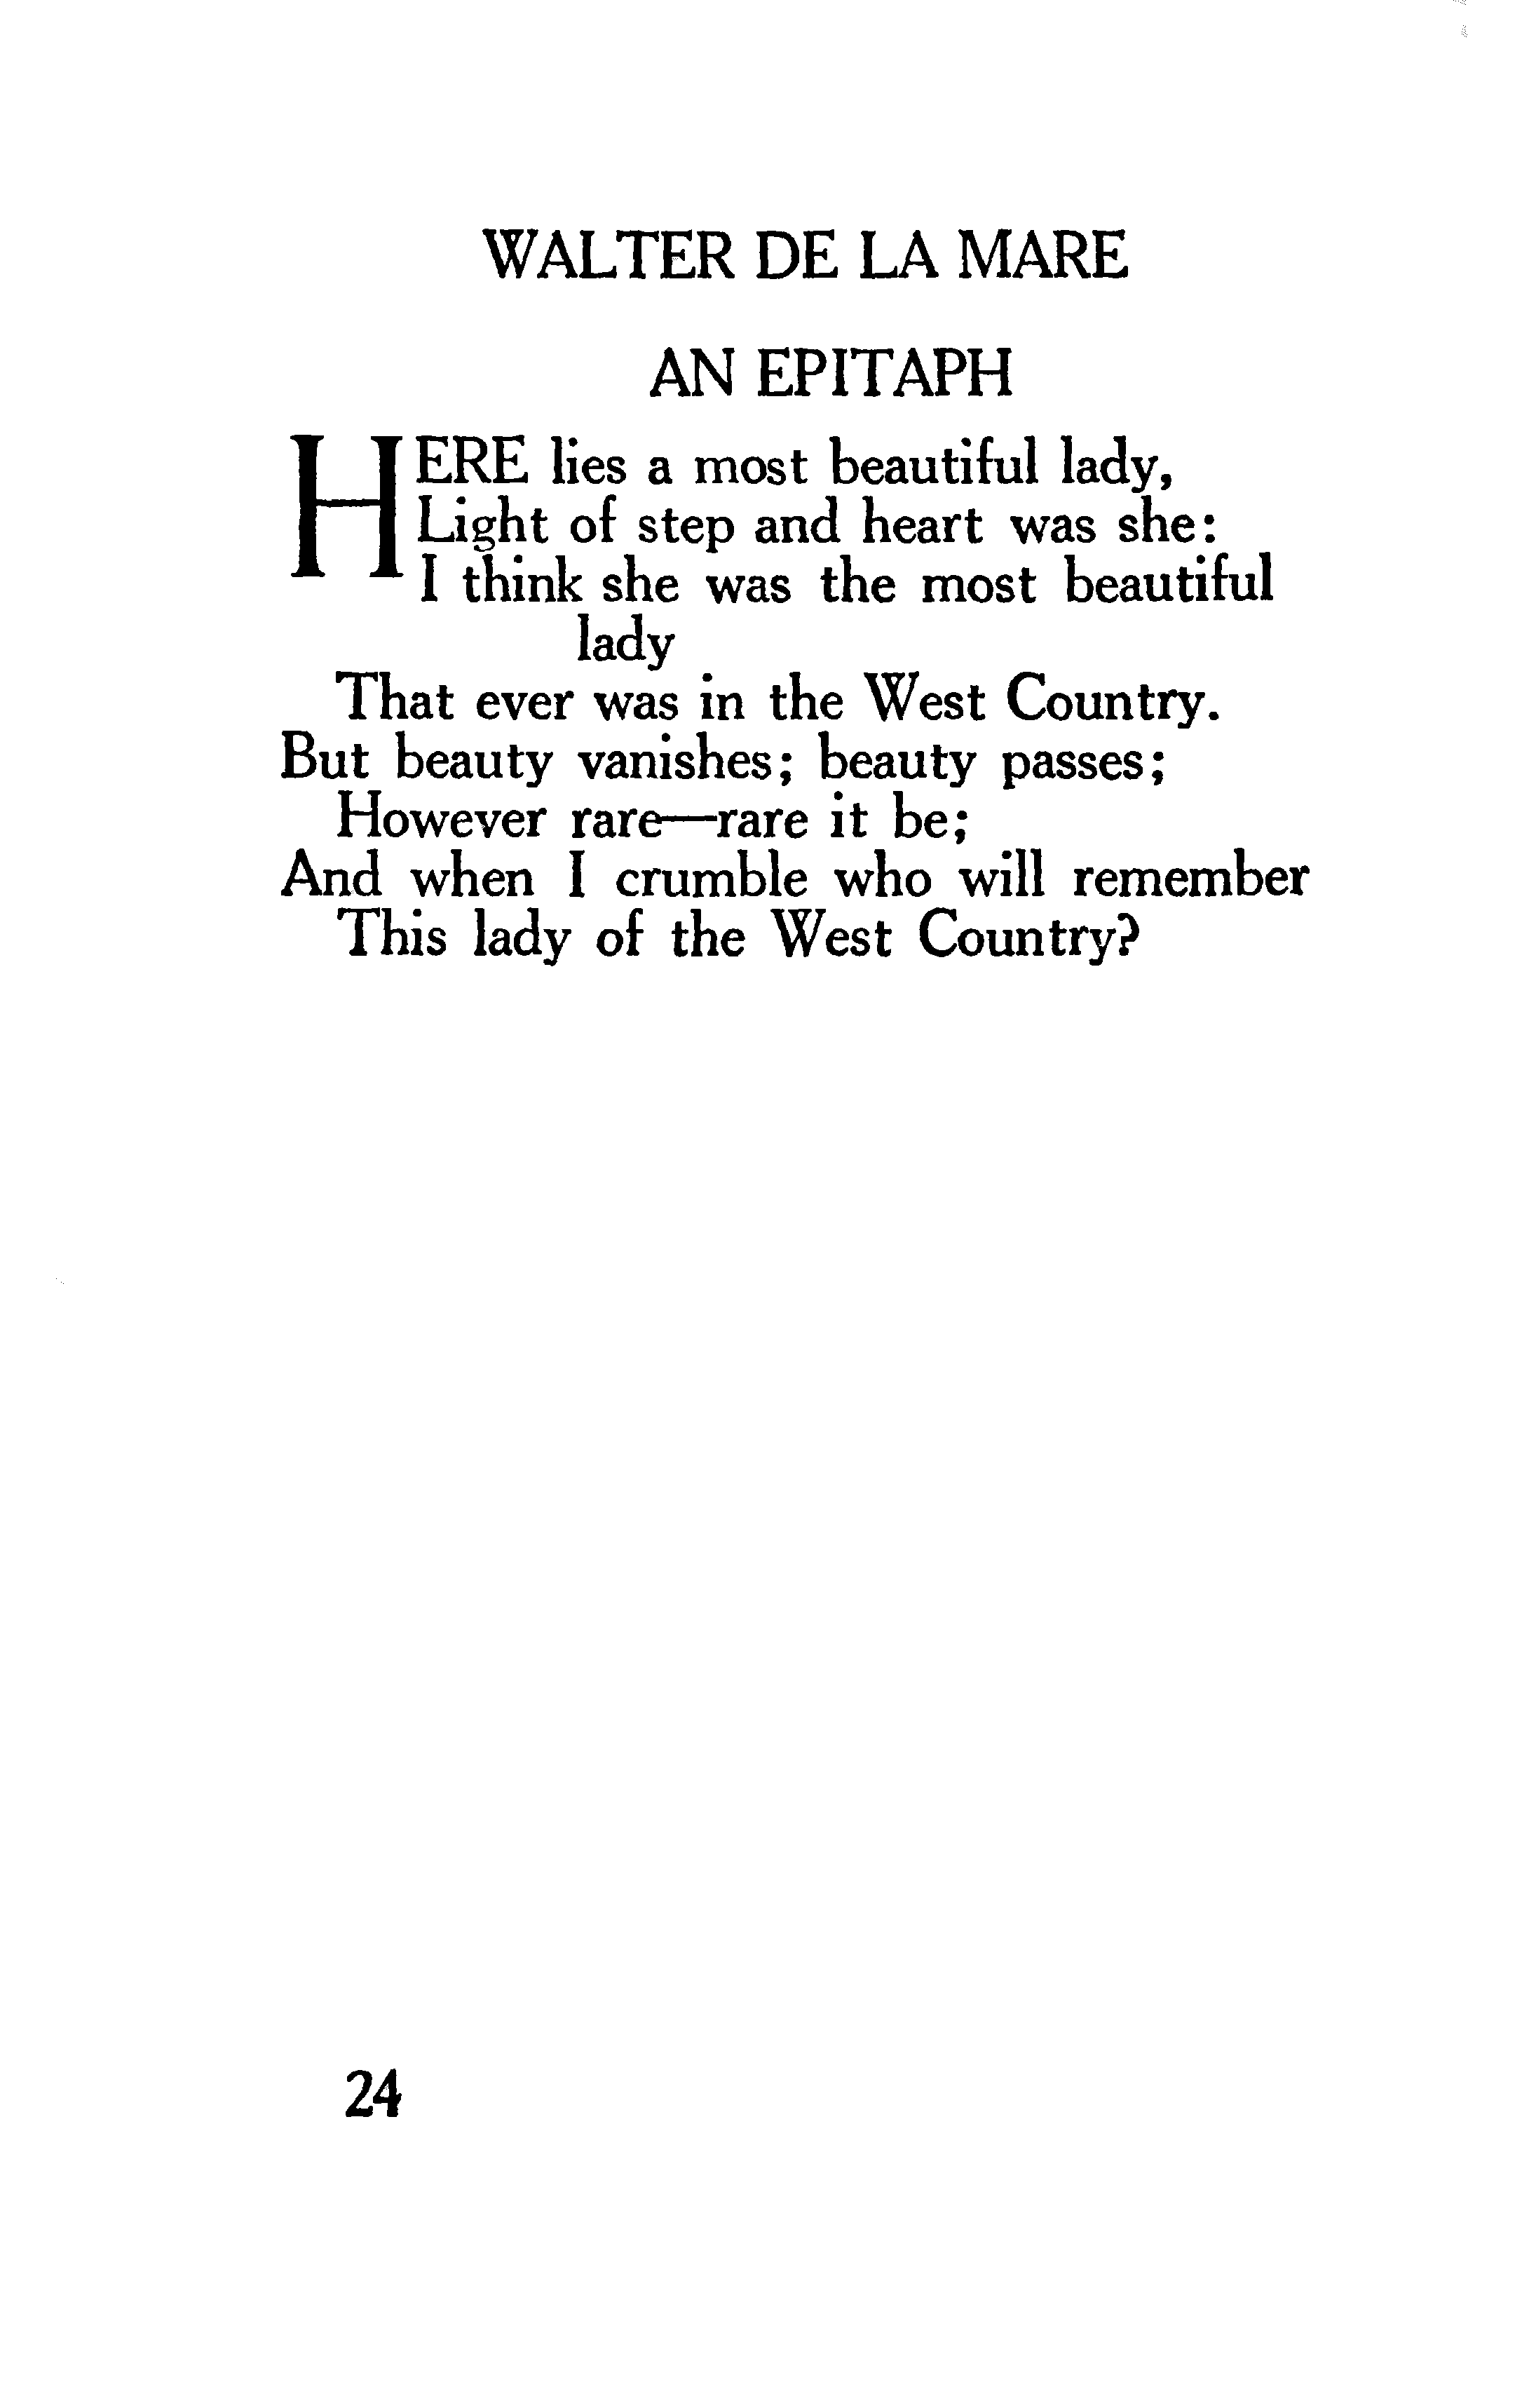 WALTER DE LA MARE
AN EPITAPH
HERE lies a most beautiful lady,
Light of step and heart was she:
I think she was the most beautiful
lady
That ever was in the West Country.
But beauty vanishes; beauty passes;
However rare—rare it be;
And when I crumble who will remember
This lady of the West Country?
24